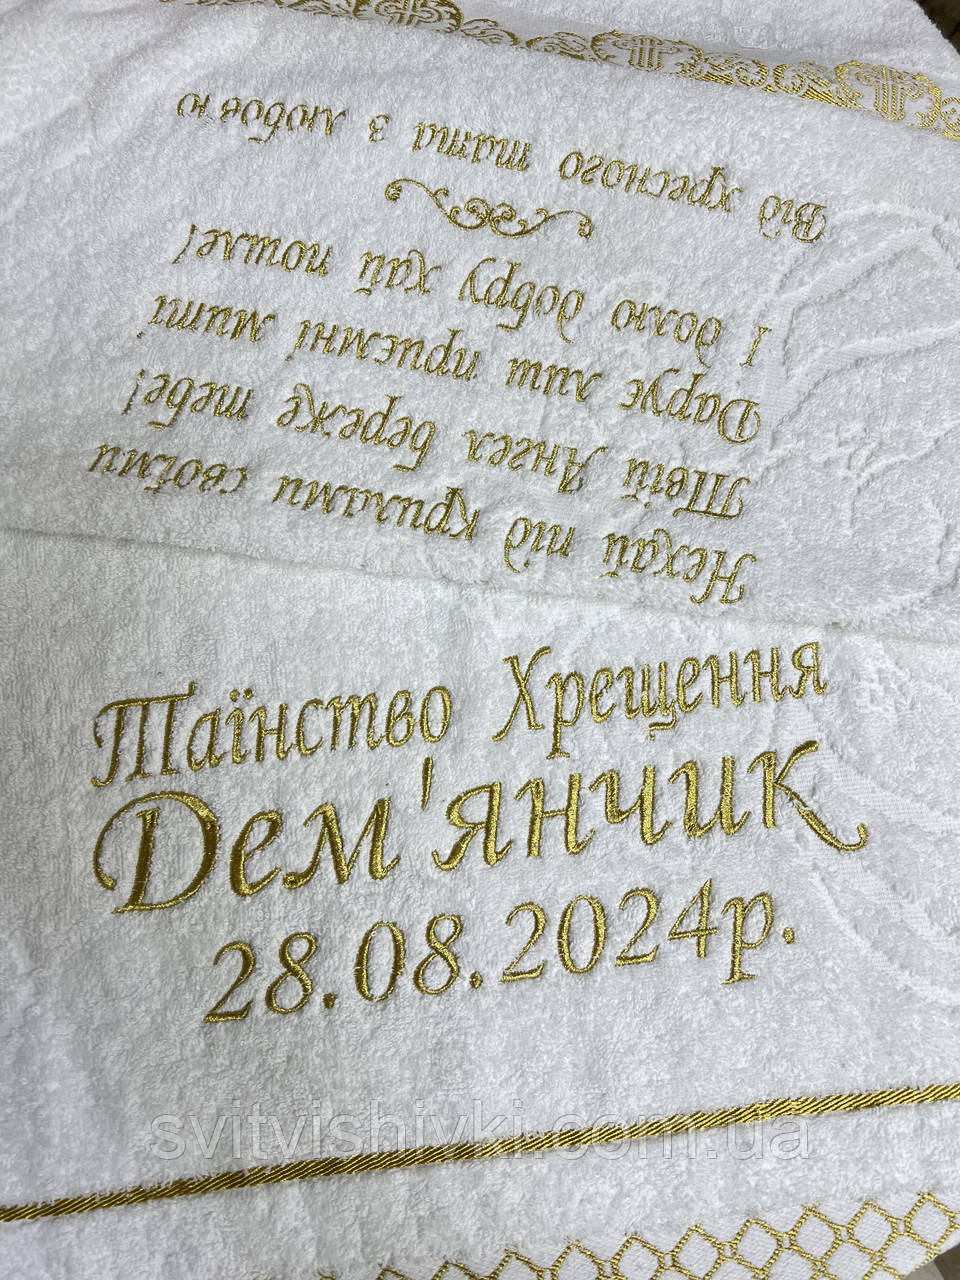 Нехай під крилами своїми
Твій Ангел береже тебе!
Дарує лиш приємні миті
І долю добру хай пошле!
Від хресного тата з любов'ю
Таїнство Хрещення
Дем'янчик
28.08.2024р.
svitvishivki.com.ua